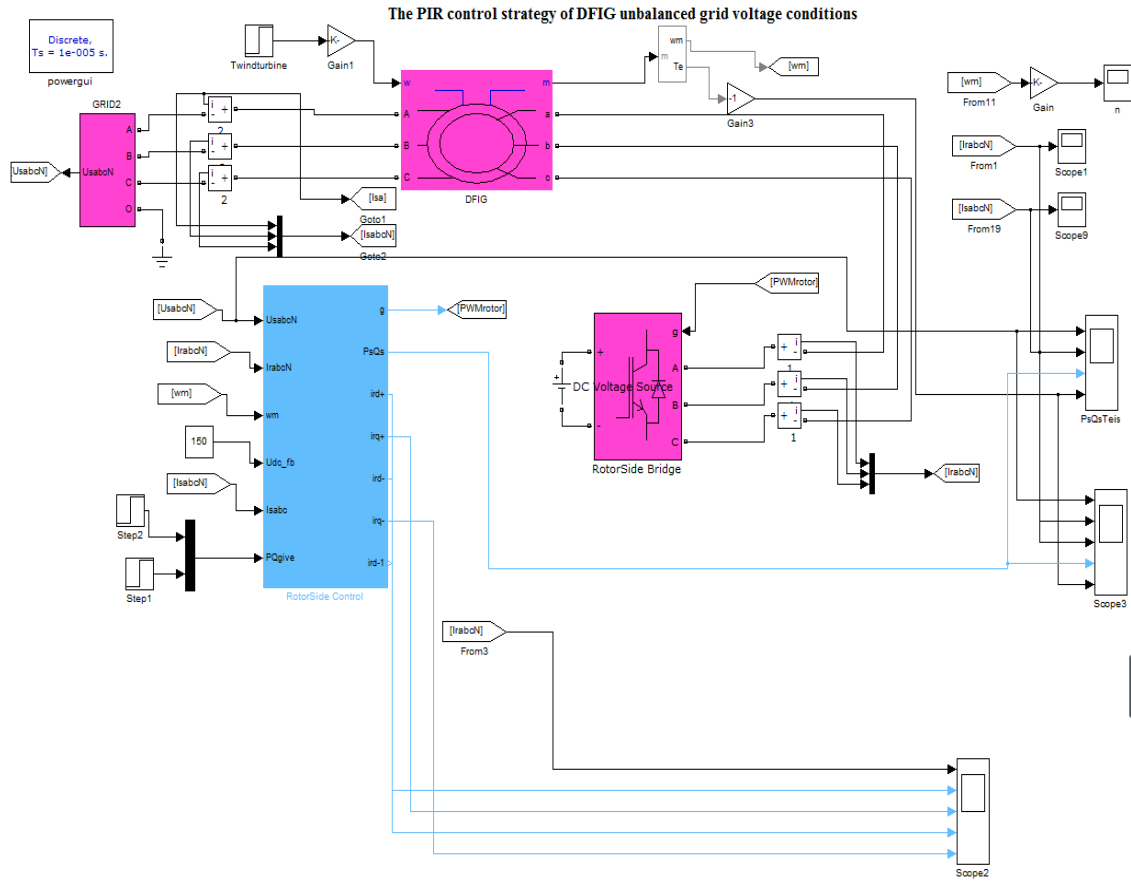 The PIR control strategy of DFIG unbalanced grid voltage conditions
Discrete,
Ts = 1e-005 s.
powergui
Twindturbine
K-
Gain1
wm
m
Te
[wm]
-1
Gain3
[wm]
From11
K-
Gain
n
GRID2
A
B
C
O
UsabcN
UsabcN]
i
+
-
2
i
+
-
i
+
-
2
w
A
B
C
m
a
b
c
DFIG
[Isa]
Goto1
[IsabcN]
Goto2
[IrabcN]
From1
Scope1
[IsabcN]
From19
Scope9
[UsabcN]
[IrabcN]
[wm]
150
[IsabcN]
Step2
Step1
UsabcN
IrabcN
wm
Udc_fb
Isabc
PQgive
g
PsQs
ird+
irq+
ird-
irq-
ird-1
RotorSide Control
[PWMrotor]
[PWMrotor]
+
DC Voltage Source
+
-
g
A
B
C
RotorSide Bridge
+
i
-
1
+
i
-
+
i
-
1
[IrabcN]
PsQsTeis
Scope3
[IrabcN]
From3
Scope2